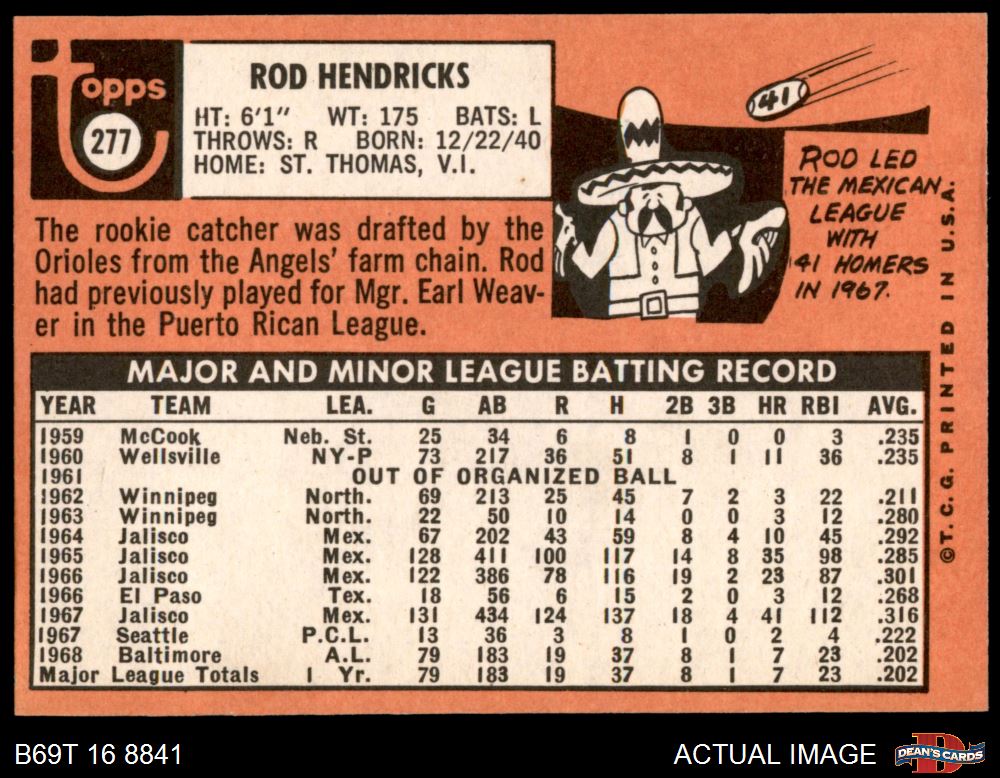 Topps
277
ROD HENDRICKS
HT: 6'1" WT: 175 BATS: L
THROWS: R BORN: 12/22/40
HOME: ST. THOMAS, V.I.
The rookie catcher was drafted by the
Orioles from the Angels' farm chain. Rod
had previously played for Mgr. Earl Weav-
er in the Puerto Rican League.
41
ROD LED
THE MEXICAN
LEAGUE
WITH
41 HOMERS
IN 1967.
MAJOR AND MINOR LEAGUE BATTING RECORD
YEAR TEAM LEA. G AB R H 2B 3B HR RBI AVG.
1959 McCook Neb. St. 25 34 6 8 1 0 0 3 .235
1960 Wellsville NY-P 73 217 36 51 8 1 11 36 .235
1961 OUT OF ORGANIZED BALL
1962 Winnipeg North. 69 213 25 45 7 2 3 22 .211
1963 Winnipeg North. 22 50 10 14 0 0 3 12 .280
1964 Jalisco Mex. 67 202 43 59 8 4 10 45 .292
1965 Jalisco Mex. 128 411 100 117 14 8 35 98 .285
1966 Jalisco Mex. 122 386 78 116 19 2 23 87 .301
1966 El Paso Tex. 18 56 6 15 2 0 3 12 .268
1967 Jalisco Mex. 131 434 124 137 18 4 41 112 .316
1967 Seattle P.C.L. 13 36 3 8 1 0 2 4 .222
1968 Baltimore A.L. 79 183 19 37 8 1 7 23 .202
Major League Totals 1 Yr. 79 183 19 37 8 1 7 23 .202
©T.C.G. PRINTED IN U.S.A.
B69T 16 8841
ACTUAL IMAGE
DEAN'S CARDS